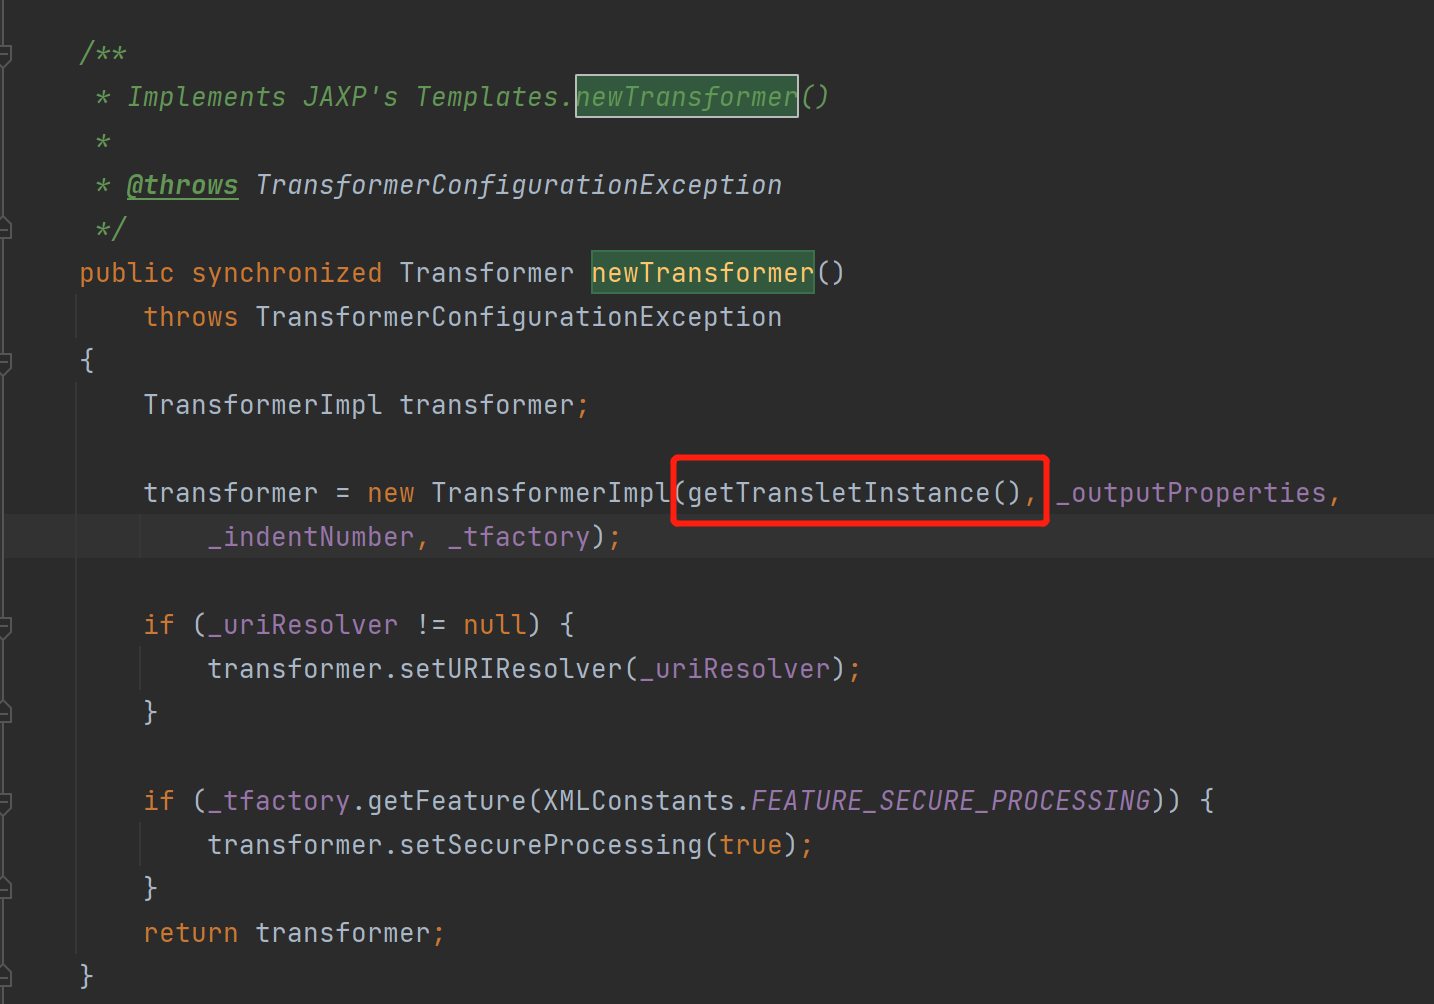 /**
* Implements JAXP's Templates.newTransformer()
*
* @throws TransformerConfigurationException
*/
public synchronized Transformer newTransformer()
throws TransformerConfigurationException
{
TransformerImpl transformer;
transformer = new TransformerImpl(getTransletInstance(), _outputProperties,
_indentNumber, _tfactory);
if (_uriResolver != null) {
transformer.setURIResolver(_uriResolver);
}
if (_tfactory.getFeature(XMLConstants.FEATURE_SECURE_PROCESSING)) {
transformer.setSecureProcessing(true);
}
return transformer;
}